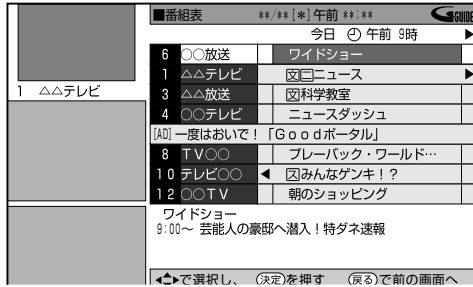 ■番組表 **/**[*]午前 **:** GGUIDE
今日 午前 9時 ▶
6 ○○放送 ワイドショー
1 △△テレビ 文二ニュース ▶
3 △△放送 文科学教室
4 ○○テレビ ニュースダッシュ
[AD]一度はおいで!「Goodポータル」
8 TV○○ プレーバック・ワールド…
10 テレビ○○ ◀ 又みんなゲンキ!?
12 ○○TV 朝のショッピング
1 △△テレビ
ワイドショー
9:00~ 芸能人の豪邸へ潜入!特ダネ速報
で選択し、 決定を押す 戻るで前の画面へ